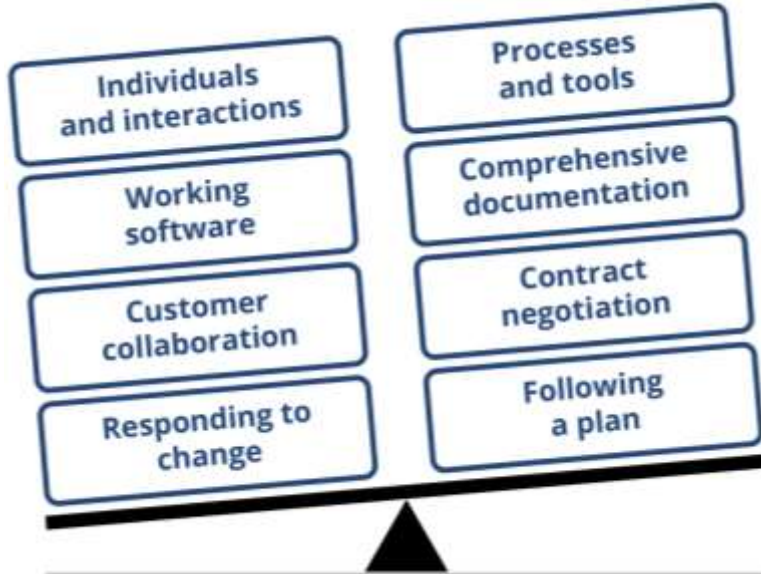 Individuals
and interactions
Working
software
Customer
collaboration
Responding to
change
Processes
and tools
Comprehensive
documentation
Contract
negotiation
Following
a plan